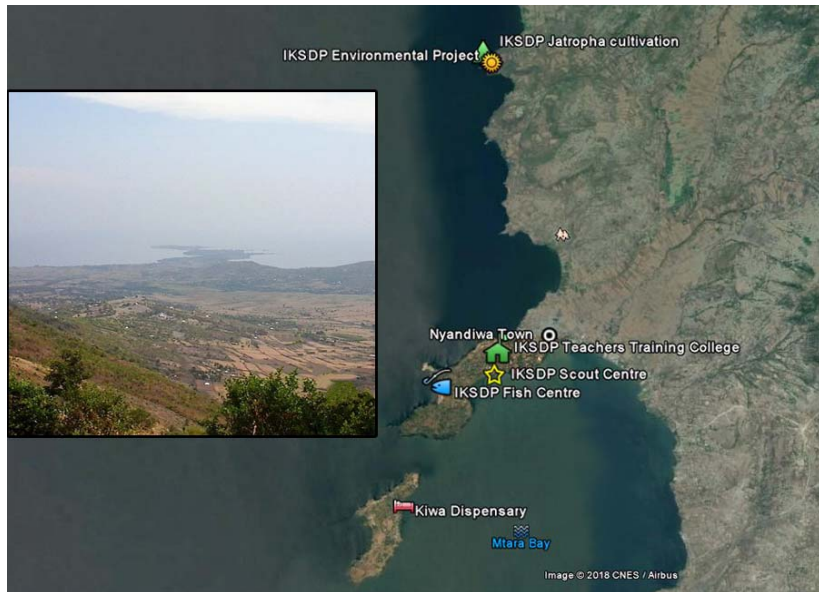 IKSDP Jatropha cultivation
IKSDP Environmental Project
Nyandiwa Town
IKSDP Teachers Training College
IKSDP Scout Centre
IKSDP Fish Centre
Kiwa Dispensary
Mtara Bay
Image © 2018 CNES / Airbus